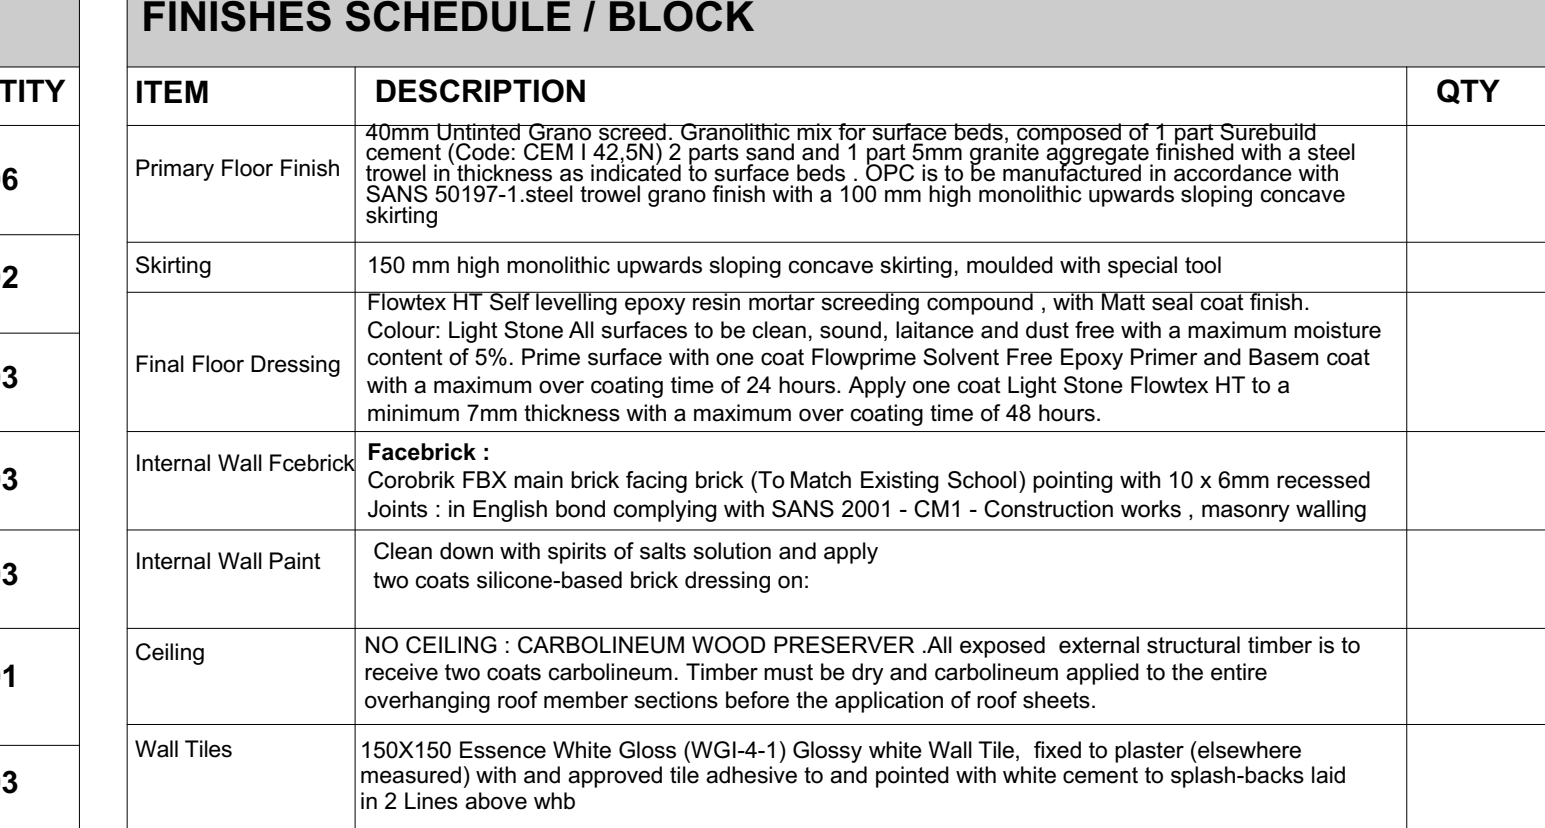 FINISHES SCHEDULE / BLOCK
TITY
ITEM
DESCRIPTION
QTY
6
Primary Floor Finish
40mm Untinted Grano screed. Granolithic mix for surface beds, composed of 1 part Surebuild
cement (Code: CEM I 42,5N) 2 parts sand and 1 part 5mm granite aggregate finished with a steel
trowel in thickness as indicated to surface beds . OPC is to be manufactured in accordance with
SANS 50197-1.steel trowel grano finish with a 100 mm high monolithic upwards sloping concave
skirting
2
Skirting
150 mm high monolithic upwards sloping concave skirting, moulded with special tool
3
Final Floor Dressing
Flowtex HT Self levelling epoxy resin mortar screeding compound , with Matt seal coat finish.
Colour: Light Stone All surfaces to be clean, sound, laitance and dust free with a maximum moisture
content of 5%. Prime surface with one coat Flowprime Solvent Free Epoxy Primer and Basem coat
with a maximum over coating time of 24 hours. Apply one coat Light Stone Flowtex HT to a
minimum 7mm thickness with a maximum over coating time of 48 hours.
3
Internal Wall Fcebrick
Facebrick :
Corobrik FBX main brick facing brick (To Match Existing School) pointing with 10 x 6mm recessed
Joints : in English bond complying with SANS 2001 - CM1 - Construction works , masonry walling
3
Internal Wall Paint
Clean down with spirits of salts solution and apply
two coats silicone-based brick dressing on:
1
Ceiling
NO CEILING : CARBOLINEUM WOOD PRESERVER .All exposed external structural timber is to
receive two coats carbolineum. Timber must be dry and carbolineum applied to the entire
overhanging roof member sections before the application of roof sheets.
3
Wall Tiles
150X150 Essence White Gloss (WGI-4-1) Glossy white Wall Tile, fixed to plaster (elsewhere
measured) with and approved tile adhesive to and pointed with white cement to splash-backs laid
in 2 Lines above whb